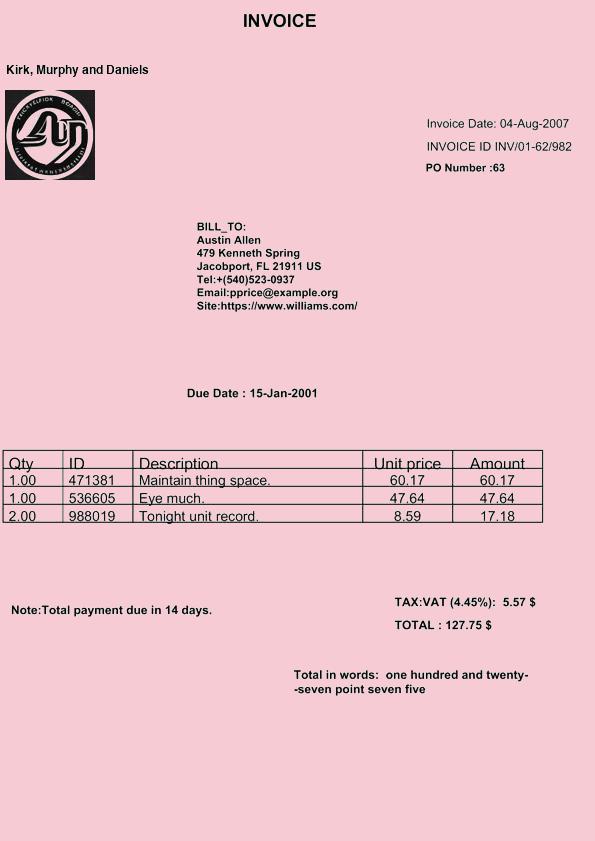 INVOICE
Kirk, Murphy and Daniels
Invoice Date: 04-Aug-2007
INVOICE ID INV/01-62/982
PO Number :63
BILL_TO:
Austin Allen
479 Kenneth Spring
Jacobport, FL 21911 US
Tel:+(540)523-0937
Email:pprice@example.org
Site:https://www.williams.com/
Due Date : 15-Jan-2001
Qty ID Description Unit price Amount
1.00 471381 Maintain thing space. 60.17 60.17
1.00 536605 Eye much. 47.64 47.64
2.00 988019 Tonight unit record. 8.59 17.18
TAX:VAT (4.45%): 5.57 $
Note:Total payment due in 14 days.
TOTAL : 127.75 $
Total in words: one hundred and twenty-
-seven point seven five